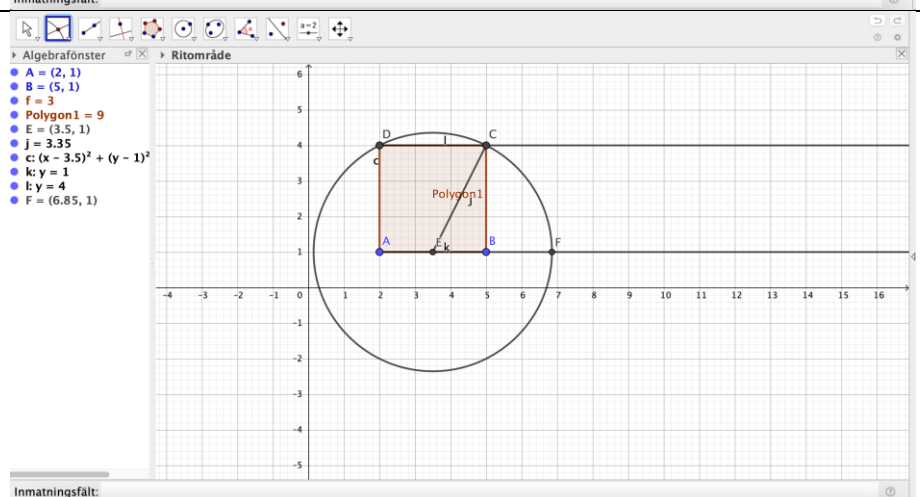 Inmatningsfält:
a=2
Algebrafönster
Ritområde
A = (2, 1)
B = (5, 1)
f = 3
Polygon1 = 9
E = (3.5, 1)
j = 3.35
c: (x − 3.5)² + (y − 1)²
k: y = 1
l: y = 4
F = (6.85, 1)
6
5
D
l
C
4
c
3
Polygon1
j
2
A
E
k
B
F
1
-4 -3 -2 -1 0 1 2 3 4 5 6 7 8 9 10 11 12 13 14 15 16
-1
-2
-3
-4
-5
Inmatningsfält: